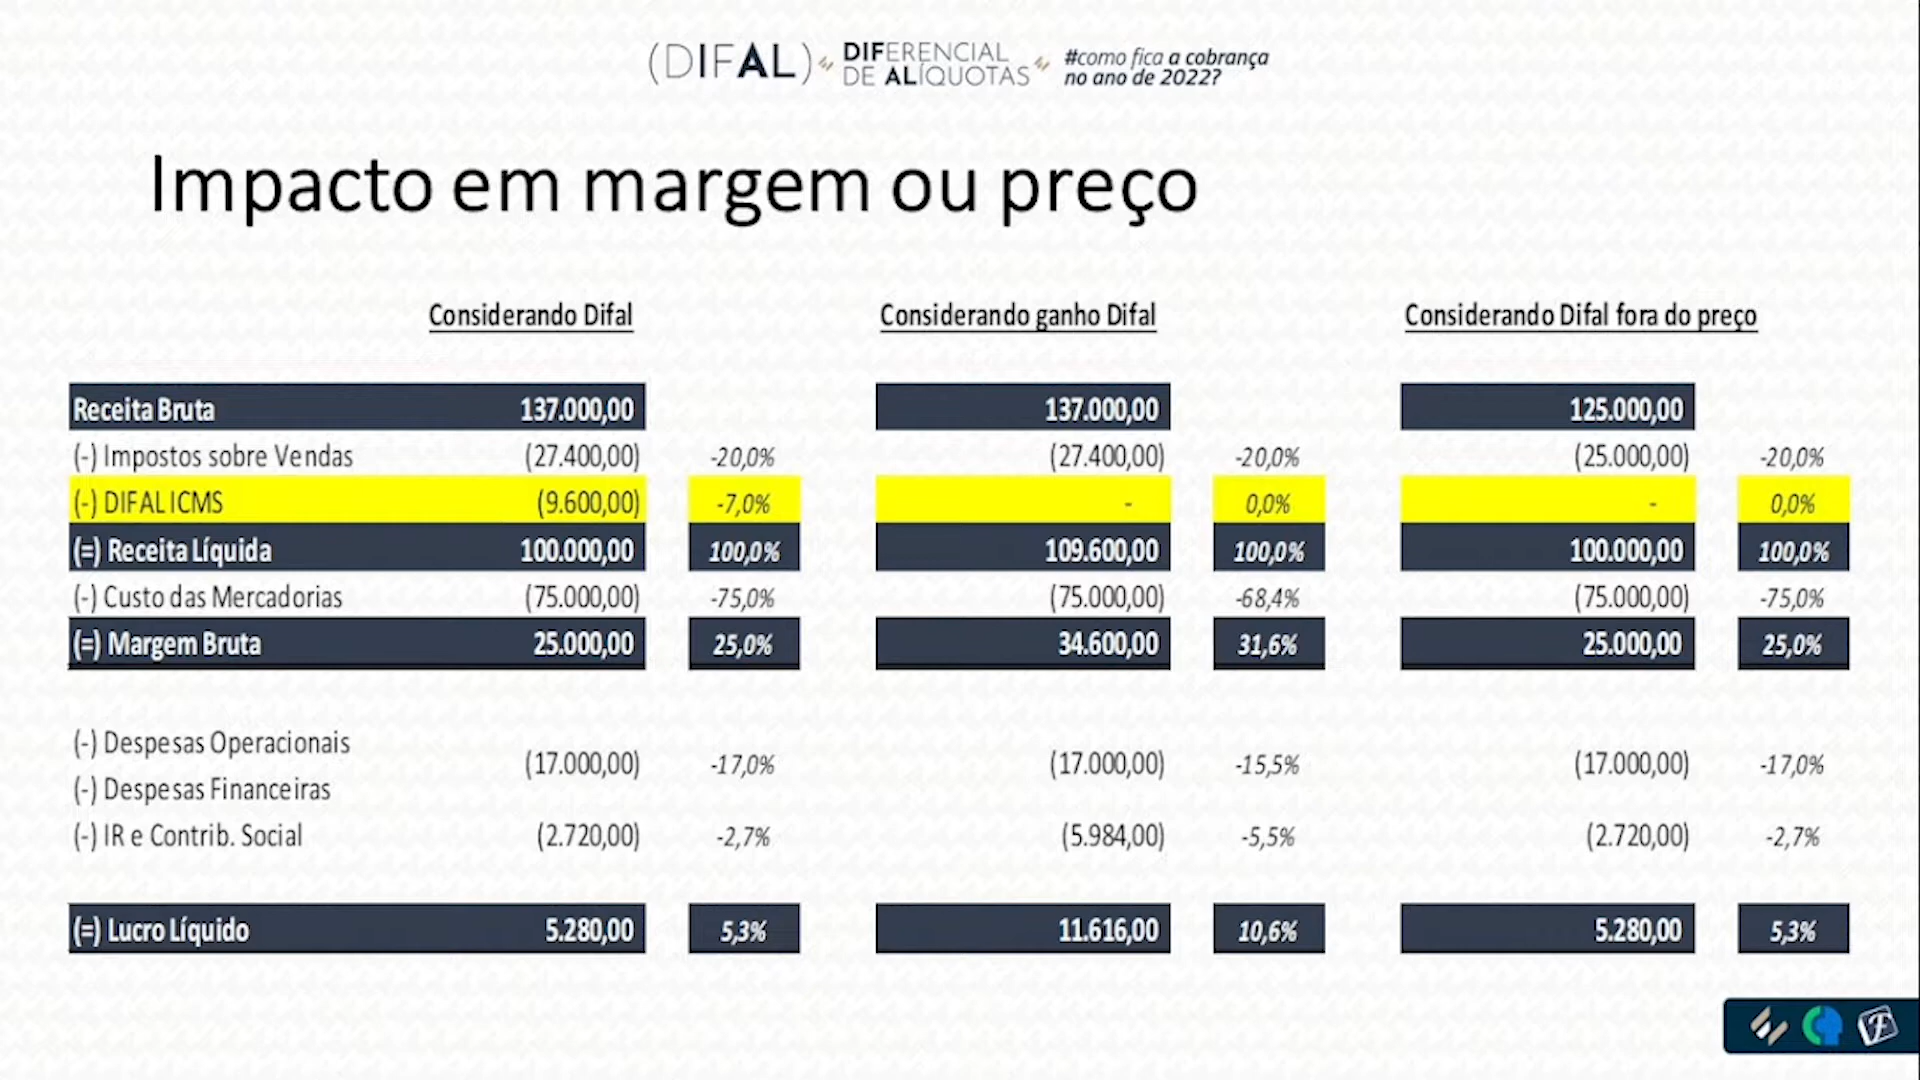 (DIFAL) DIFERENCIAL DE ALÍQUOTAS #como fica a cobrança no ano de 2022?
Impacto em margem ou preço
Considerando Difal Considerando ganho Difal Considerando Difal fora do preço
Receita Bruta 137.000,00 137.000,00 125.000,00
(-) Impostos sobre Vendas (27.400,00) -20,0% (27.400,00) -20,0% (25.000,00) -20,0%
(-) DIFAL ICMS (9.600,00) -7,0% - 0,0% - 0,0%
(=) Receita Líquida 100.000,00 100,0% 109.600,00 100,0% 100.000,00 100,0%
(-) Custo das Mercadorias (75.000,00) -75,0% (75.000,00) -68,4% (75.000,00) -75,0%
(=) Margem Bruta 25.000,00 25,0% 34.600,00 31,6% 25.000,00 25,0%
(-) Despesas Operacionais
(17.000,00) -17,0% (17.000,00) -15,5% (17.000,00) -17,0%
(-) Despesas Financeiras
(-) IR e Contrib. Social (2.720,00) -2,7% (5.984,00) -5,5% (2.720,00) -2,7%
(=) Lucro Líquido 5.280,00 5,3% 11.616,00 10,6% 5.280,00 5,3%